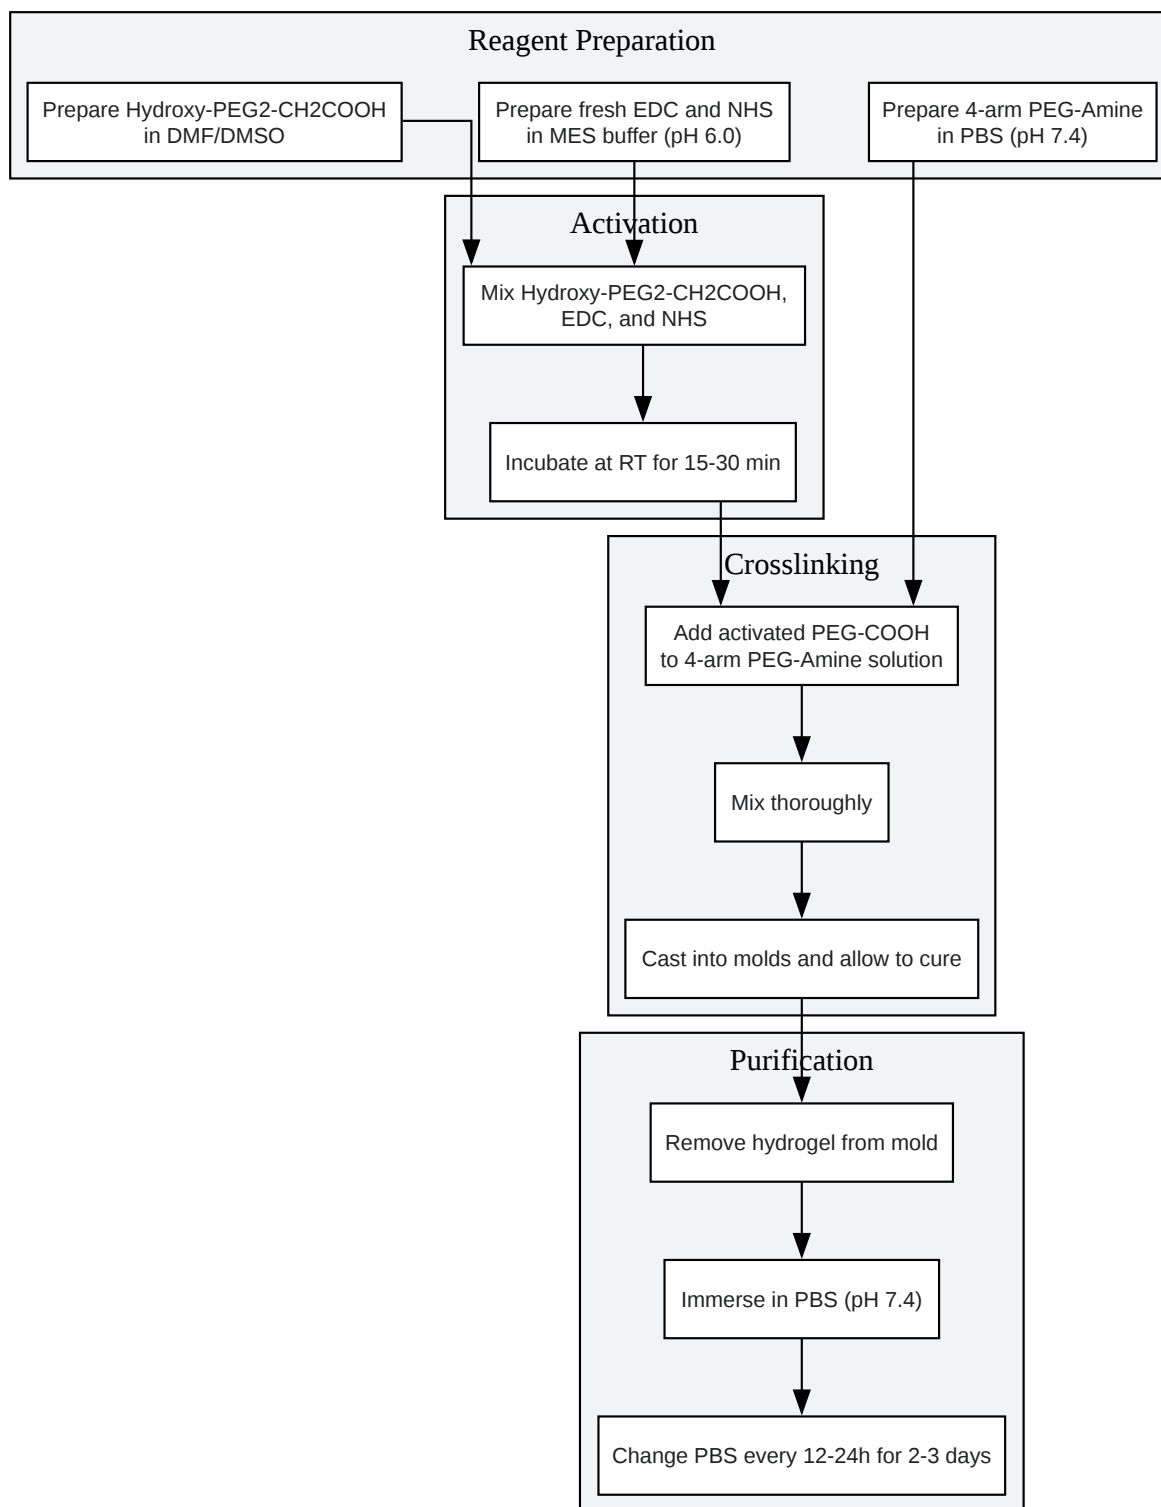 Reagent Preparation
Prepare Hydroxy-PEG2-CH2COOH
in DMF/DMSO
Prepare fresh EDC and NHS
in MES buffer (pH 6.0)
Prepare 4-arm PEG-Amine
in PBS (pH 7.4)
Activation
Mix Hydroxy-PEG2-CH2COOH,
EDC, and NHS
Incubate at RT for 15-30 min
Crosslinking
Add activated PEG-COOH
to 4-arm PEG-Amine solution
Mix thoroughly
Cast into molds and allow to cure
Purification
Remove hydrogel from mold
Immerse in PBS (pH 7.4)
Change PBS every 12-24h for 2-3 days